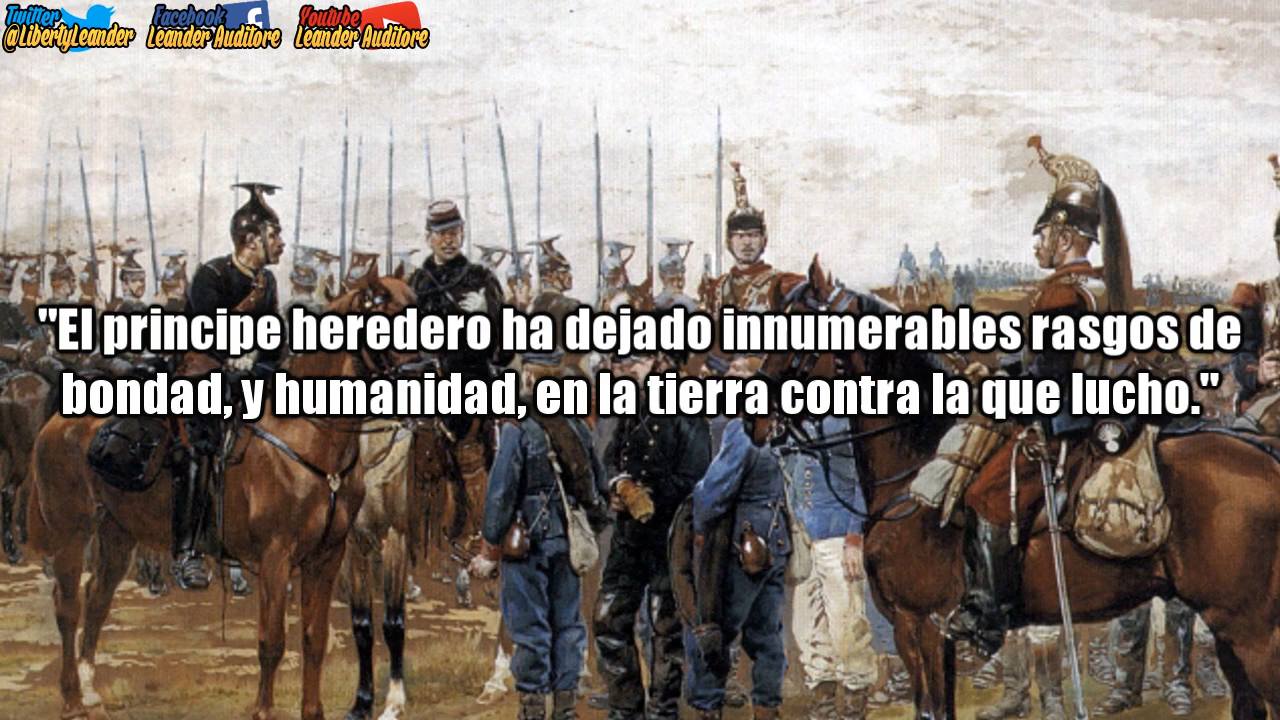 Twitter Facebook Youtube
@LibertyLeander Leander Auditore Leander Auditore
"El principe heredero ha dejado innumerables rasgos de
bondad, y humanidad, en la tierra contra la que lucho."